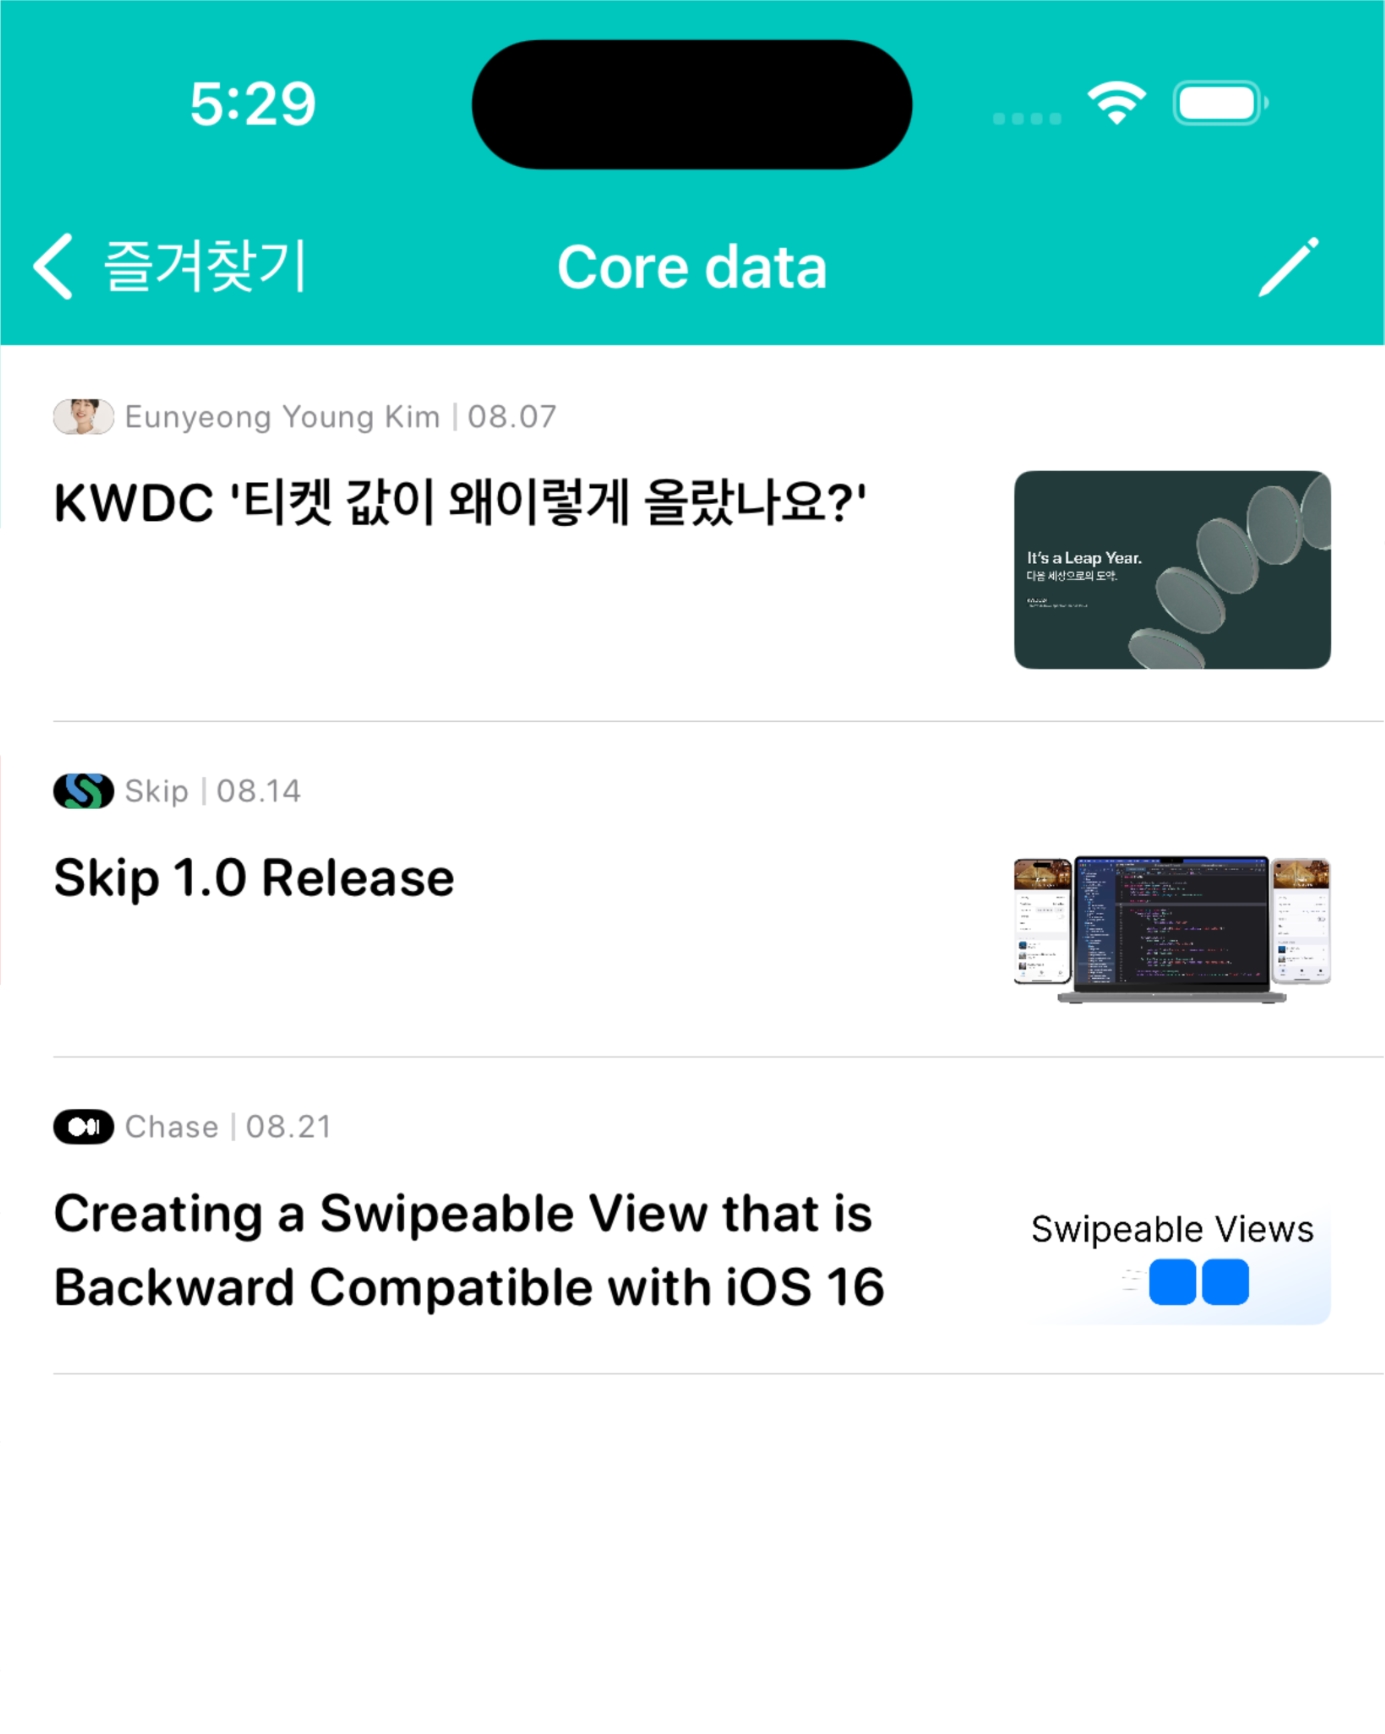 5:29
즐겨찾기
Core data
Eunyeong Young Kim | 08.07
KWDC '티켓 값이 왜이렇게 올랐나요?'
It's a Leap Year.
다음 세상으로의 도약.
Skip | 08.14
Skip 1.0 Release
Chase | 08.21
Creating a Swipeable View that is
Backward Compatible with iOS 16
Swipeable Views